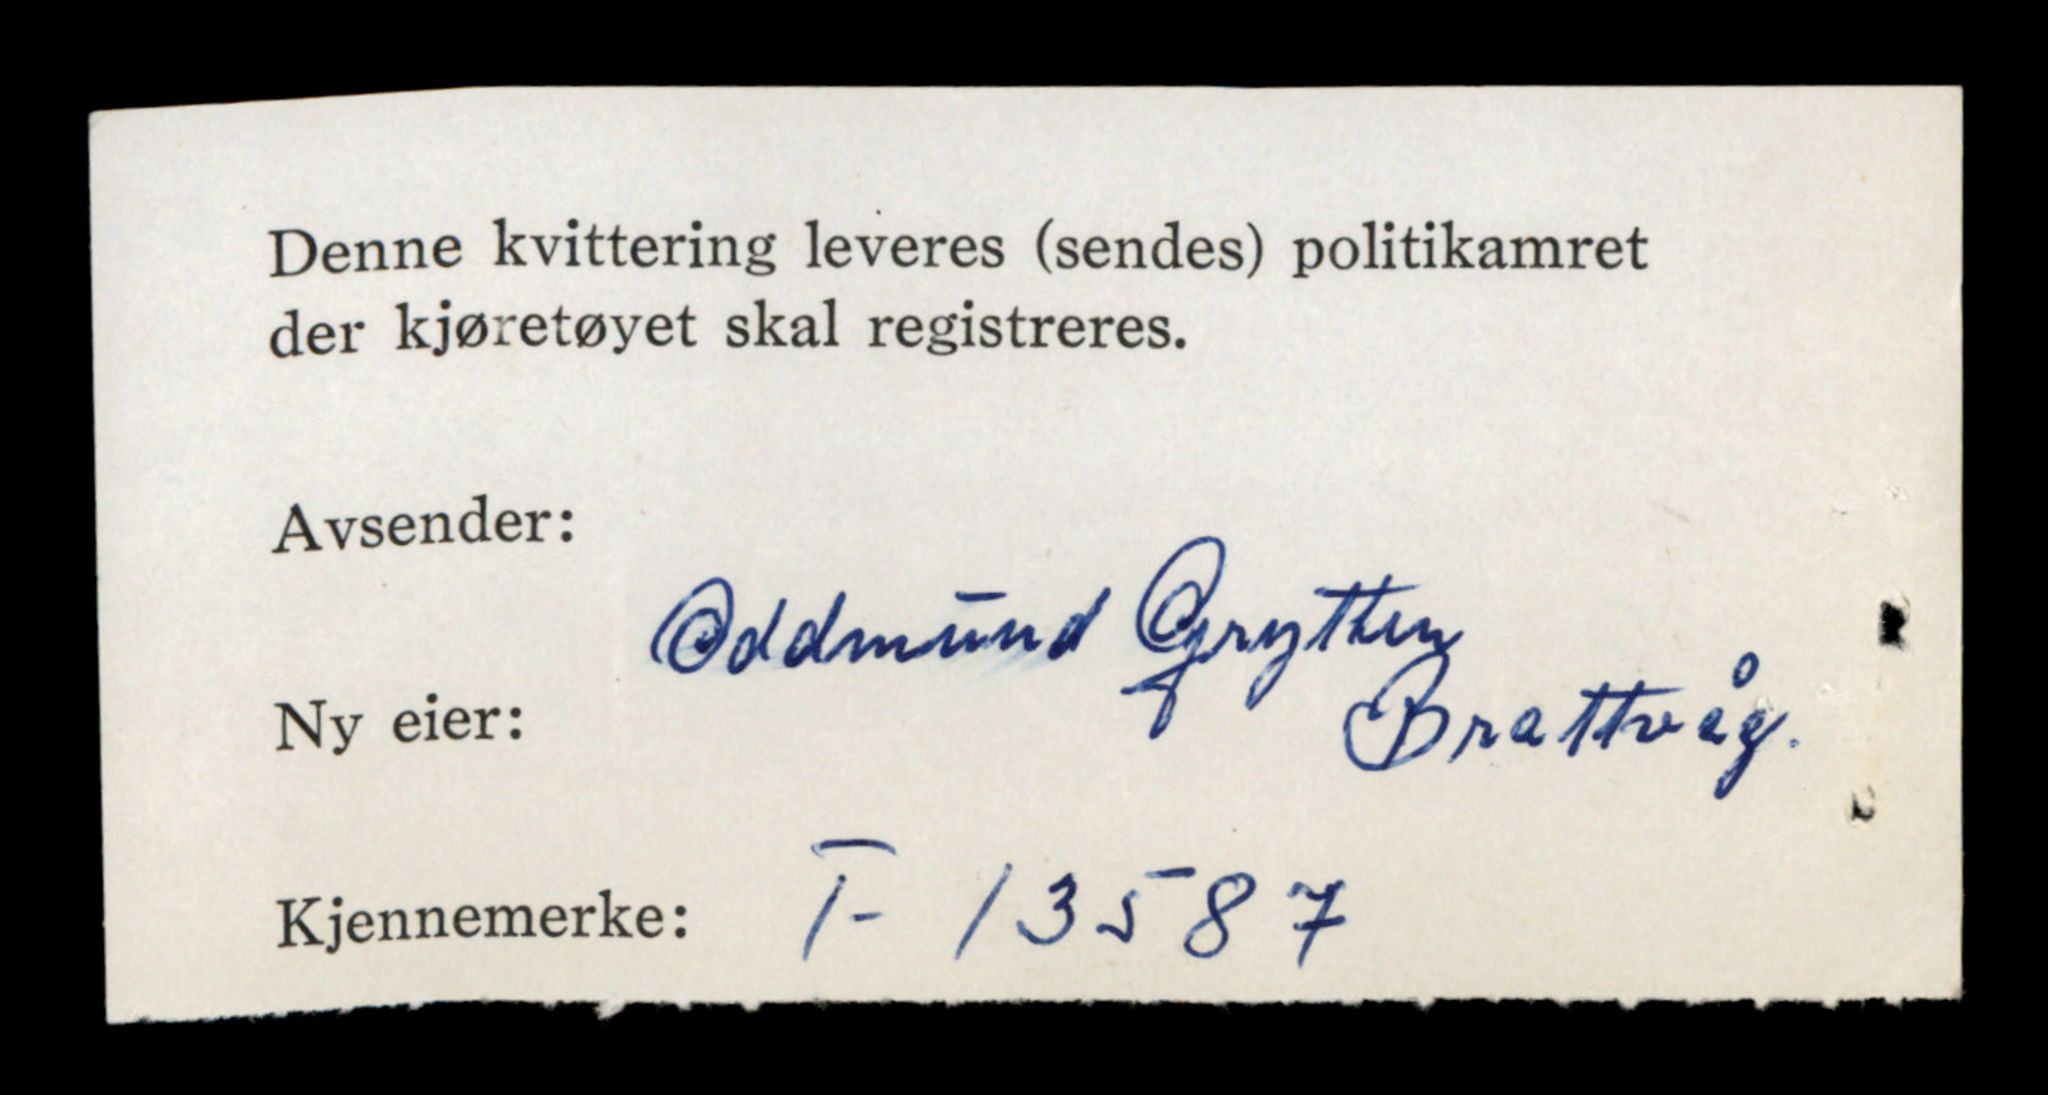 Denne kvittering leveres (sendes) politikamret
der kjøretøyet skal registreres.
Avsender:
Oddmund Grytten
Ny eier:
Brattvåg.
Kjennemerke: T- 13587